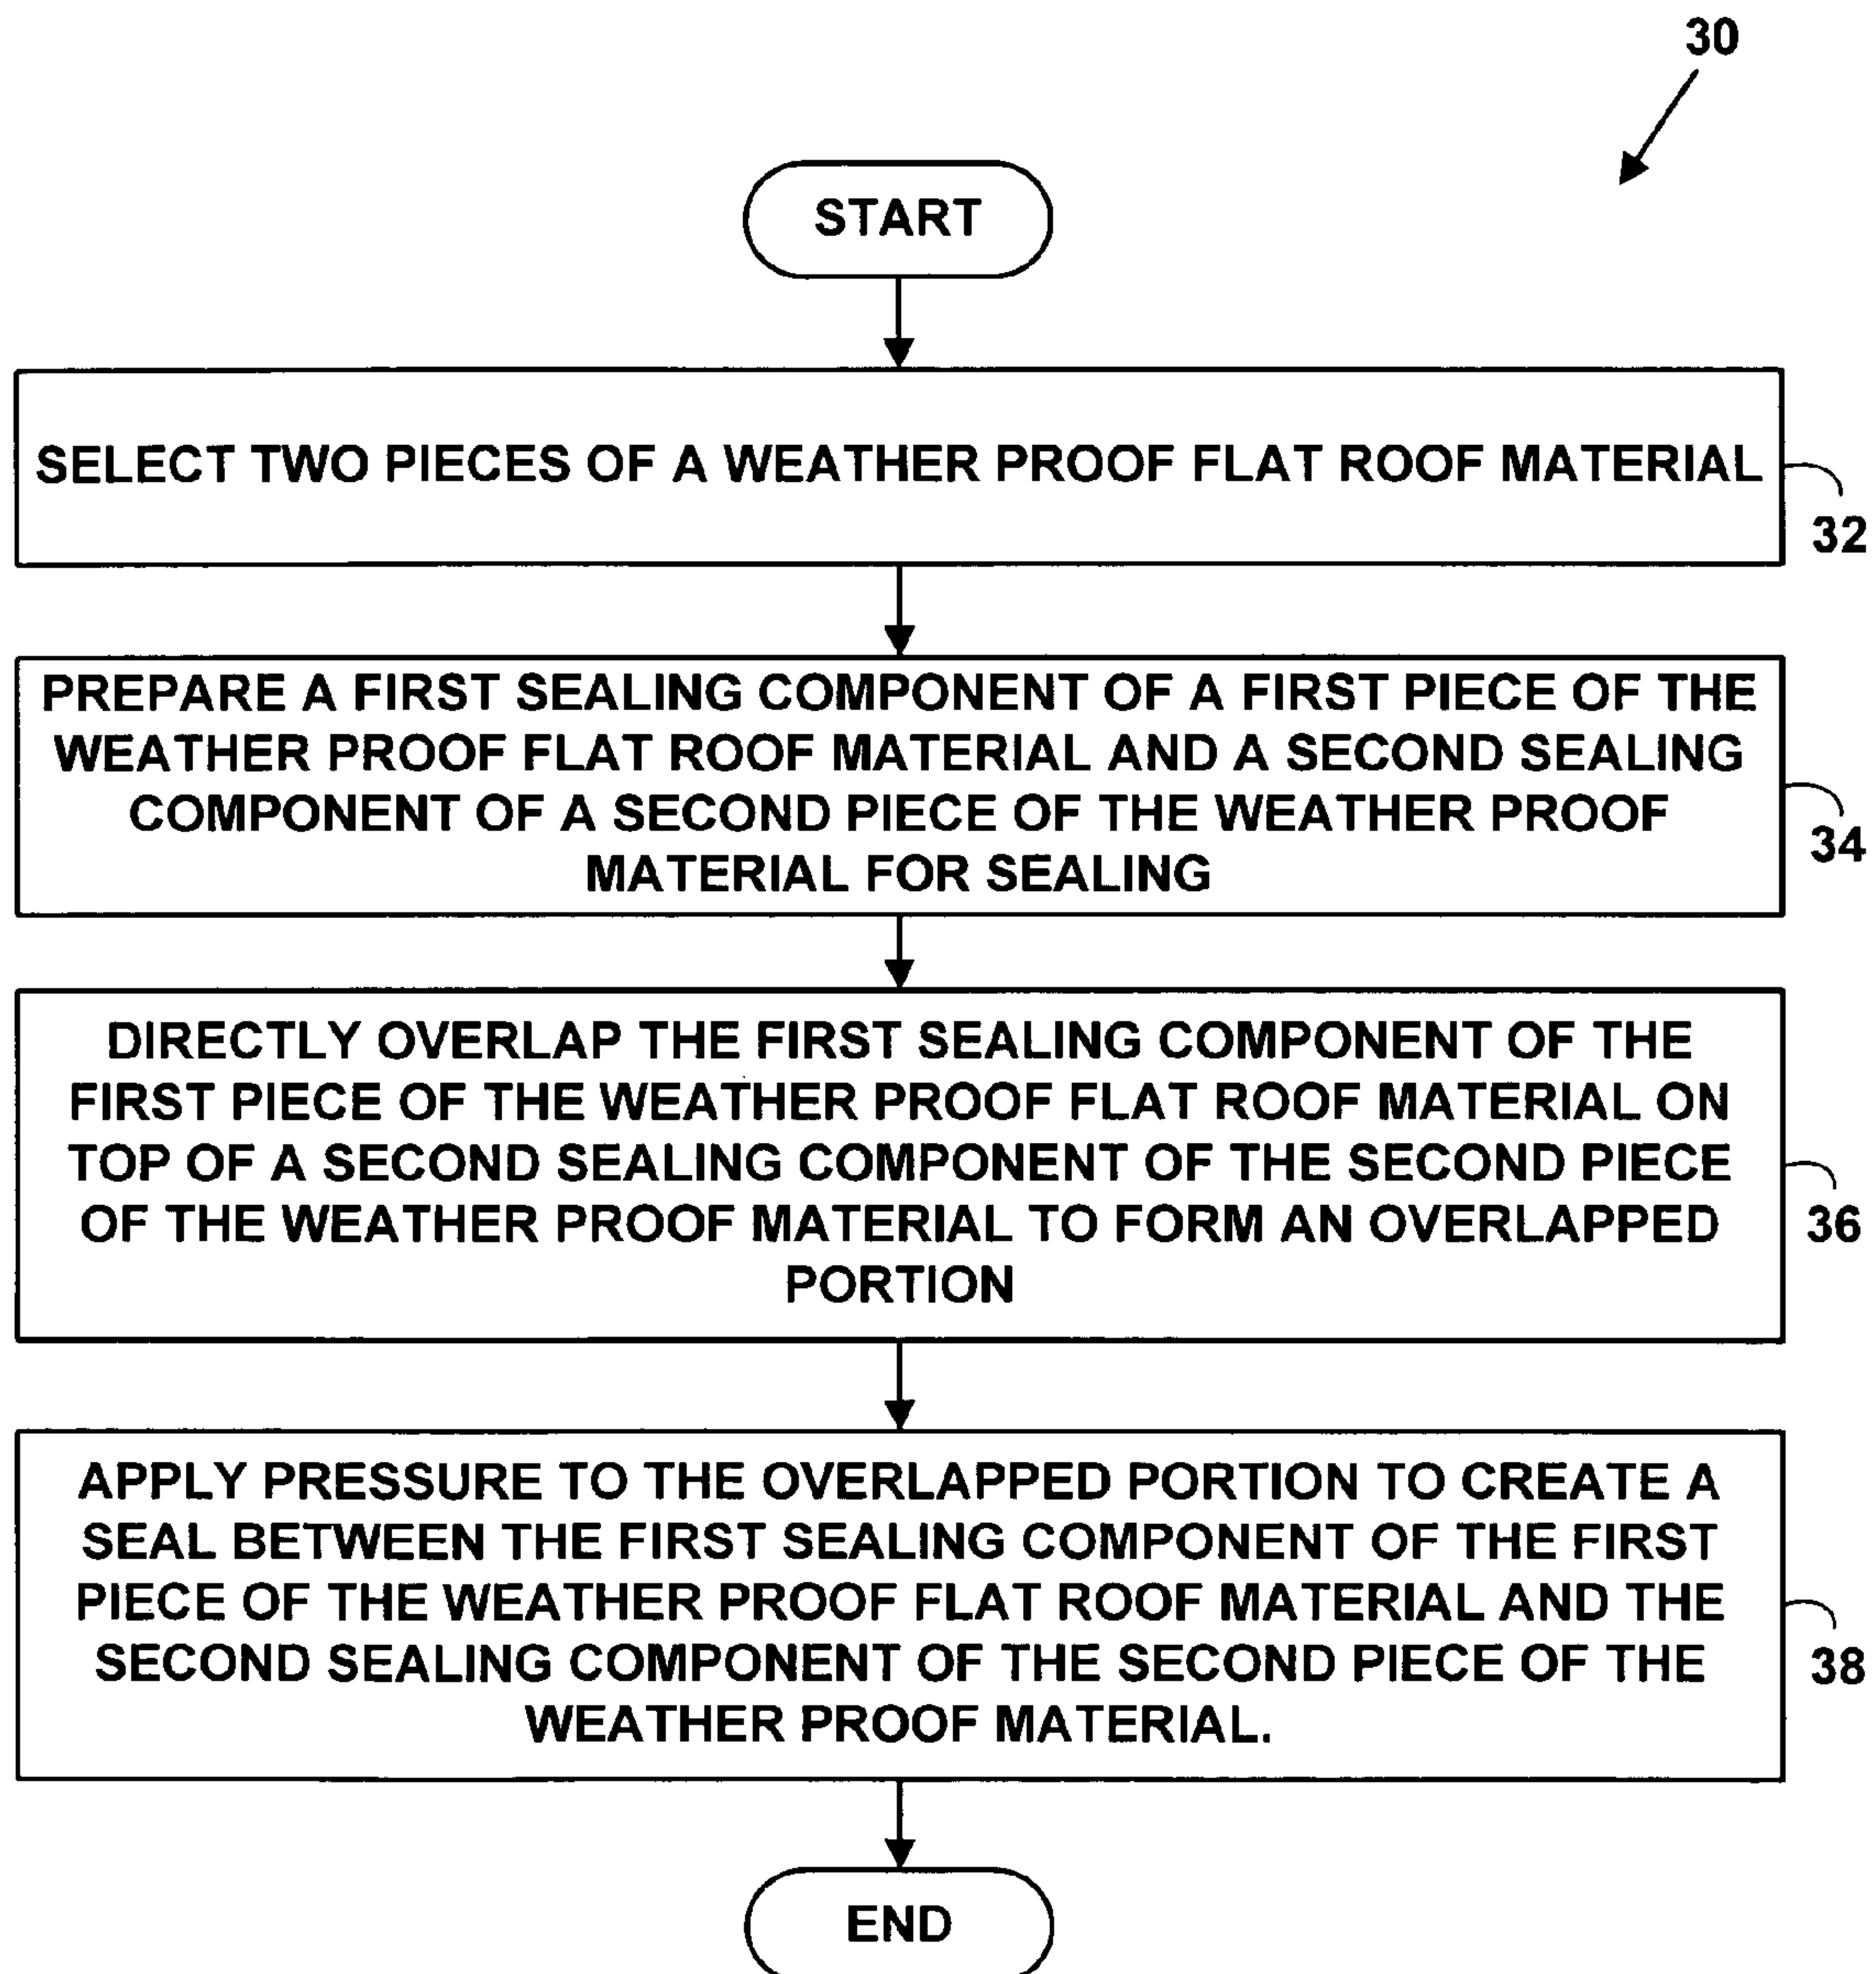 30
START
SELECT TWO PIECES OF A WEATHER PROOF FLAT ROOF MATERIAL
32
PREPARE A FIRST SEALING COMPONENT OF A FIRST PIECE OF THE
WEATHER PROOF FLAT ROOF MATERIAL AND A SECOND SEALING
COMPONENT OF A SECOND PIECE OF THE WEATHER PROOF
MATERIAL FOR SEALING
34
DIRECTLY OVERLAP THE FIRST SEALING COMPONENT OF THE
FIRST PIECE OF THE WEATHER PROOF FLAT ROOF MATERIAL ON
TOP OF A SECOND SEALING COMPONENT OF THE SECOND PIECE
OF THE WEATHER PROOF MATERIAL TO FORM AN OVERLAPPED
PORTION
36
APPLY PRESSURE TO THE OVERLAPPED PORTION TO CREATE A
SEAL BETWEEN THE FIRST SEALING COMPONENT OF THE FIRST
PIECE OF THE WEATHER PROOF FLAT ROOF MATERIAL AND THE
SECOND SEALING COMPONENT OF THE SECOND PIECE OF THE
WEATHER PROOF MATERIAL.
38
END